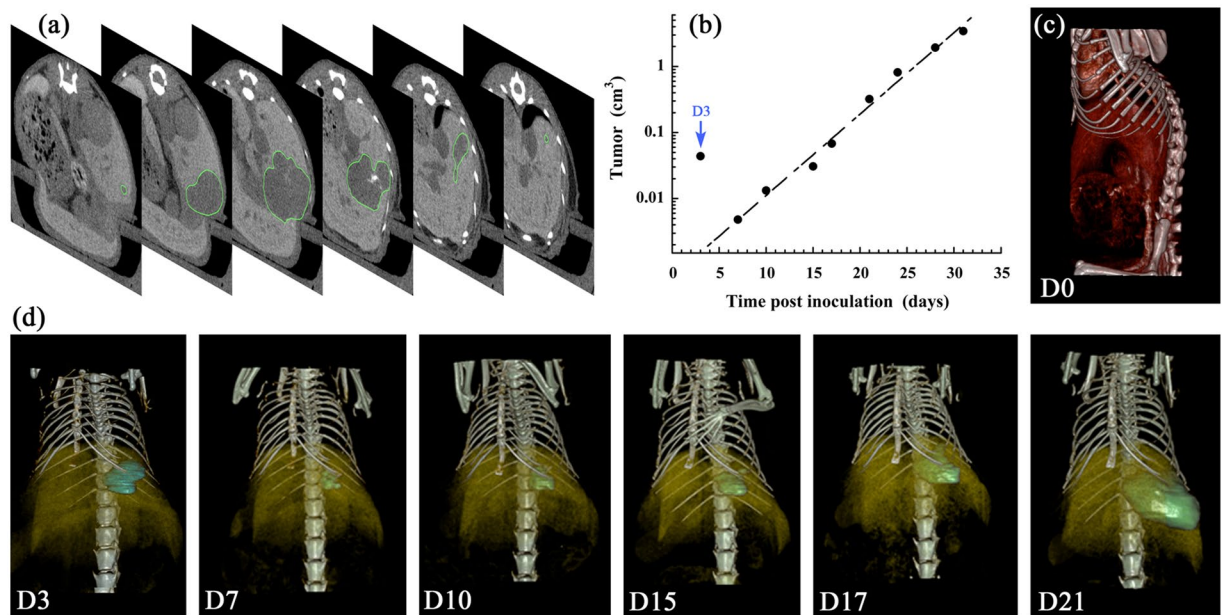 (a)
(b)
(c)
Tumor (cm³)
1
0.1
0.01
D3
0 5 10 15 20 25 30 35
Time post inoculation (days)
D0
(d)
D3
D7
D10
D15
D17
D21